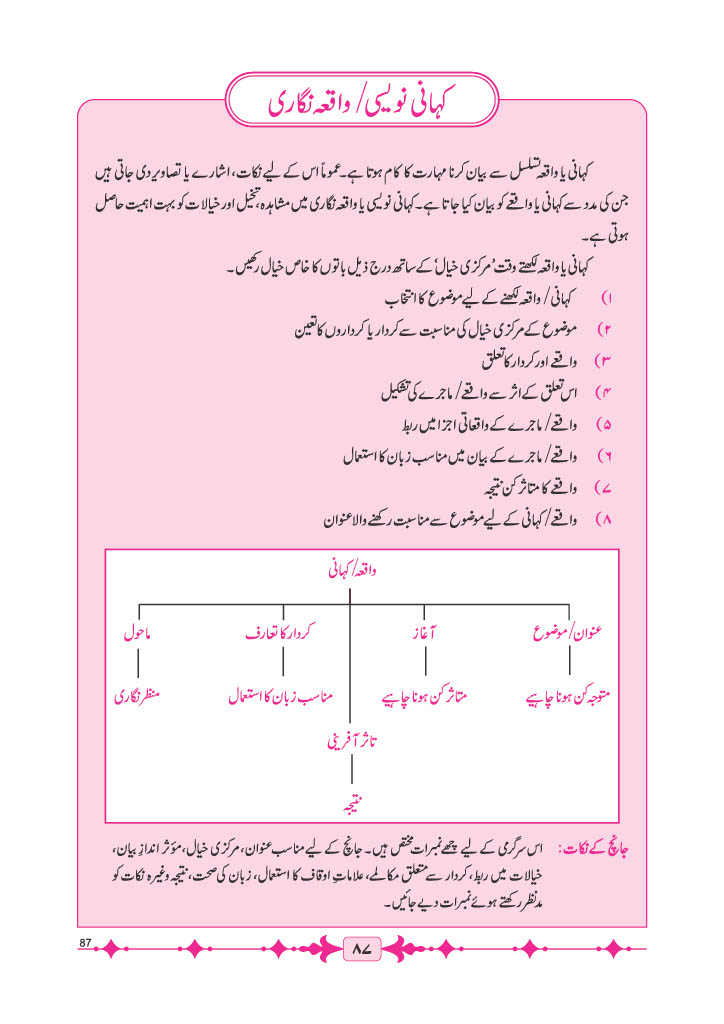 کہانی نویسی/ واقعہ نگاری
کہانی یا واقعہ تسلسل سے بیان کرنا مہارت کا کام ہوتا ہے۔ عموماً اس کے لیے نکات، اشارے یا تصاویر دی جاتی ہیں
جن کی مدد سے کہانی یا واقعے کو بیان کیا جاتا ہے۔ کہانی نویسی یا واقعہ نگاری میں مشاہدہ، تخیل اور خیالات کو بہت اہمیت حاصل
ہوتی ہے۔
کہانی یا واقعہ لکھتے وقت ’مرکزی خیال‘ کے ساتھ درج ذیل باتوں کا خاص خیال رکھیں۔
۱) کہانی/ واقعہ لکھنے کے لیے موضوع کا انتخاب
۲) موضوع کے مرکزی خیال کی مناسبت سے کردار یا کرداروں کا تعین
۳) واقعے اور کردار کا تعلق
۴) اس تعلق کے اثر سے واقعے/ ماجرے کی تشکیل
۵) واقعے/ ماجرے کے واقعاتی اجزا میں ربط
۶) واقعے/ ماجرے کے بیان میں مناسب زبان کا استعمال
۷) واقعے کا متاثر کن نتیجہ
۸) واقعے/ کہانی کے لیے موضوع سے مناسبت رکھنے والا عنوان
واقعہ/کہانی
عنوان/موضوع
آغاز
کردار کا تعارف
ماحول
متوجہ کن ہونا چاہیے
متاثر کن ہونا چاہیے
مناسب زبان کا استعمال
منظر نگاری
تاثر آفرینی
نتیجہ
جانچ کے نکات: اس سرگرمی کے لیے چھے نمبرات مختص ہیں۔ جانچ کے لیے مناسب عنوان، مرکزی خیال، مؤثر اندازِ بیان،
خیالات میں ربط، کردار سے متعلق مکالمے، علاماتِ اوقاف کا استعمال، زبان کی صحت، نتیجہ وغیرہ نکات کو
مدنظر رکھتے ہوئے نمبرات دیے جائیں۔
87
۸۷